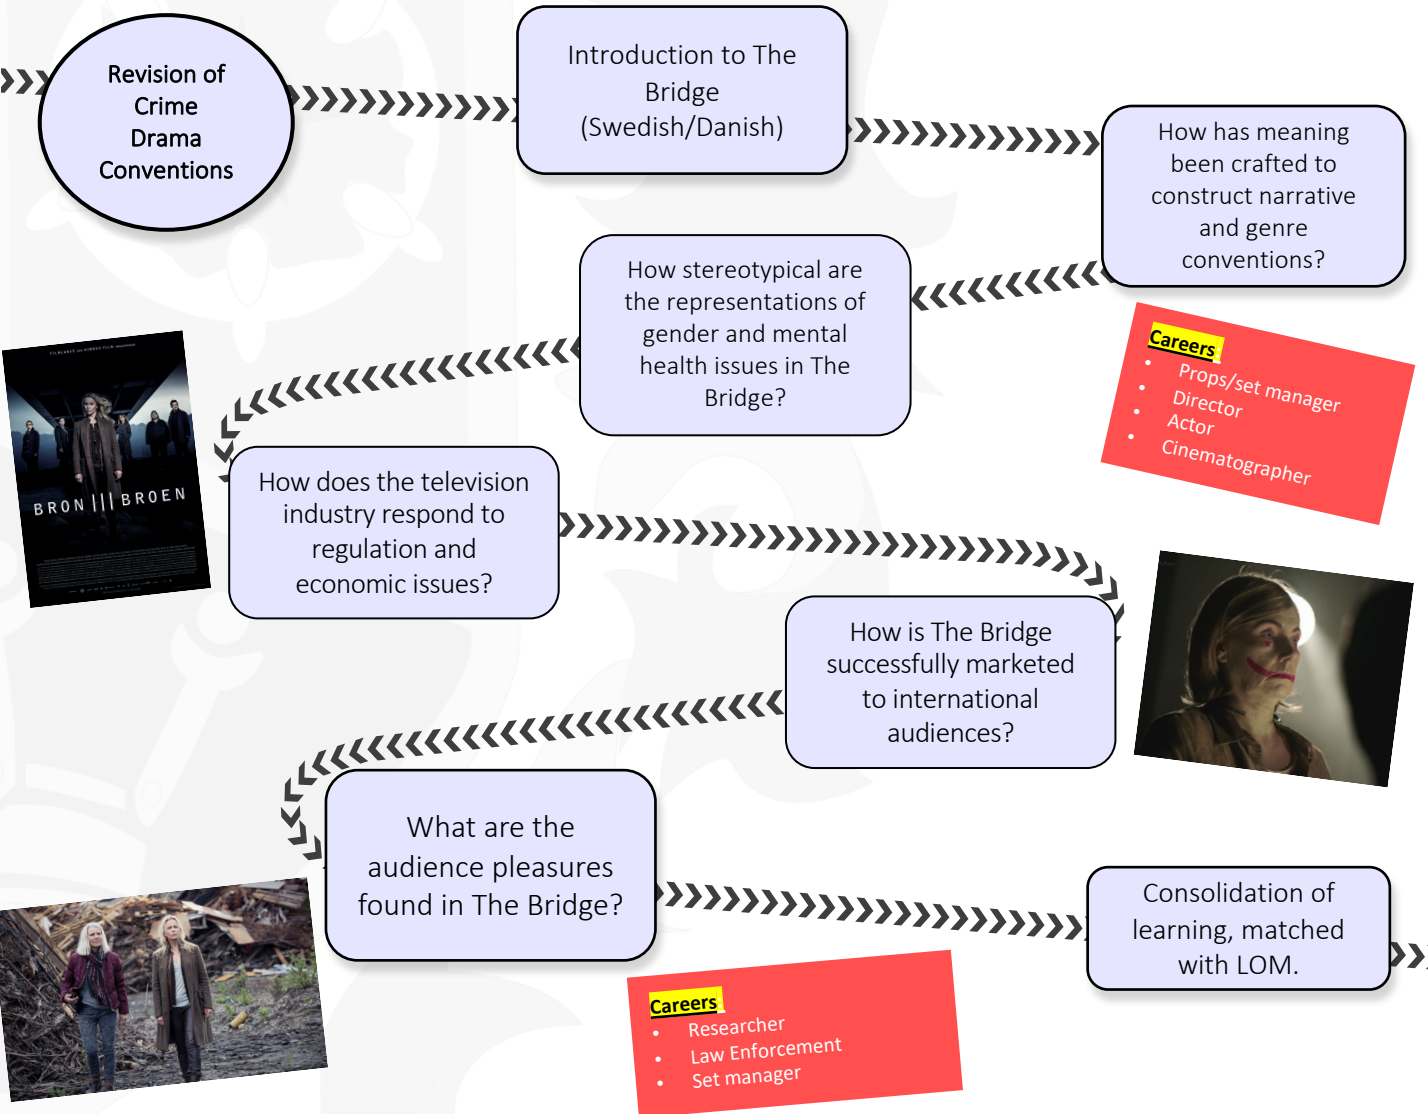 Revision of
Crime
Drama
Conventions
Introduction to The
Bridge
(Swedish/Danish)
How has meaning
been crafted to
construct narrative
and genre
conventions?
How stereotypical are
the representations of
gender and mental
health issues in The
Bridge?
Careers:
• Props/set manager
• Director
• Actor
• Cinematographer
BRON ||| BROEN
How does the television
industry respond to
regulation and
economic issues?
How is The Bridge
successfully marketed
to international
audiences?
What are the
audience pleasures
found in The Bridge?
Consolidation of
learning, matched
with LOM.
Careers:
• Researcher
• Law Enforcement
• Set manager